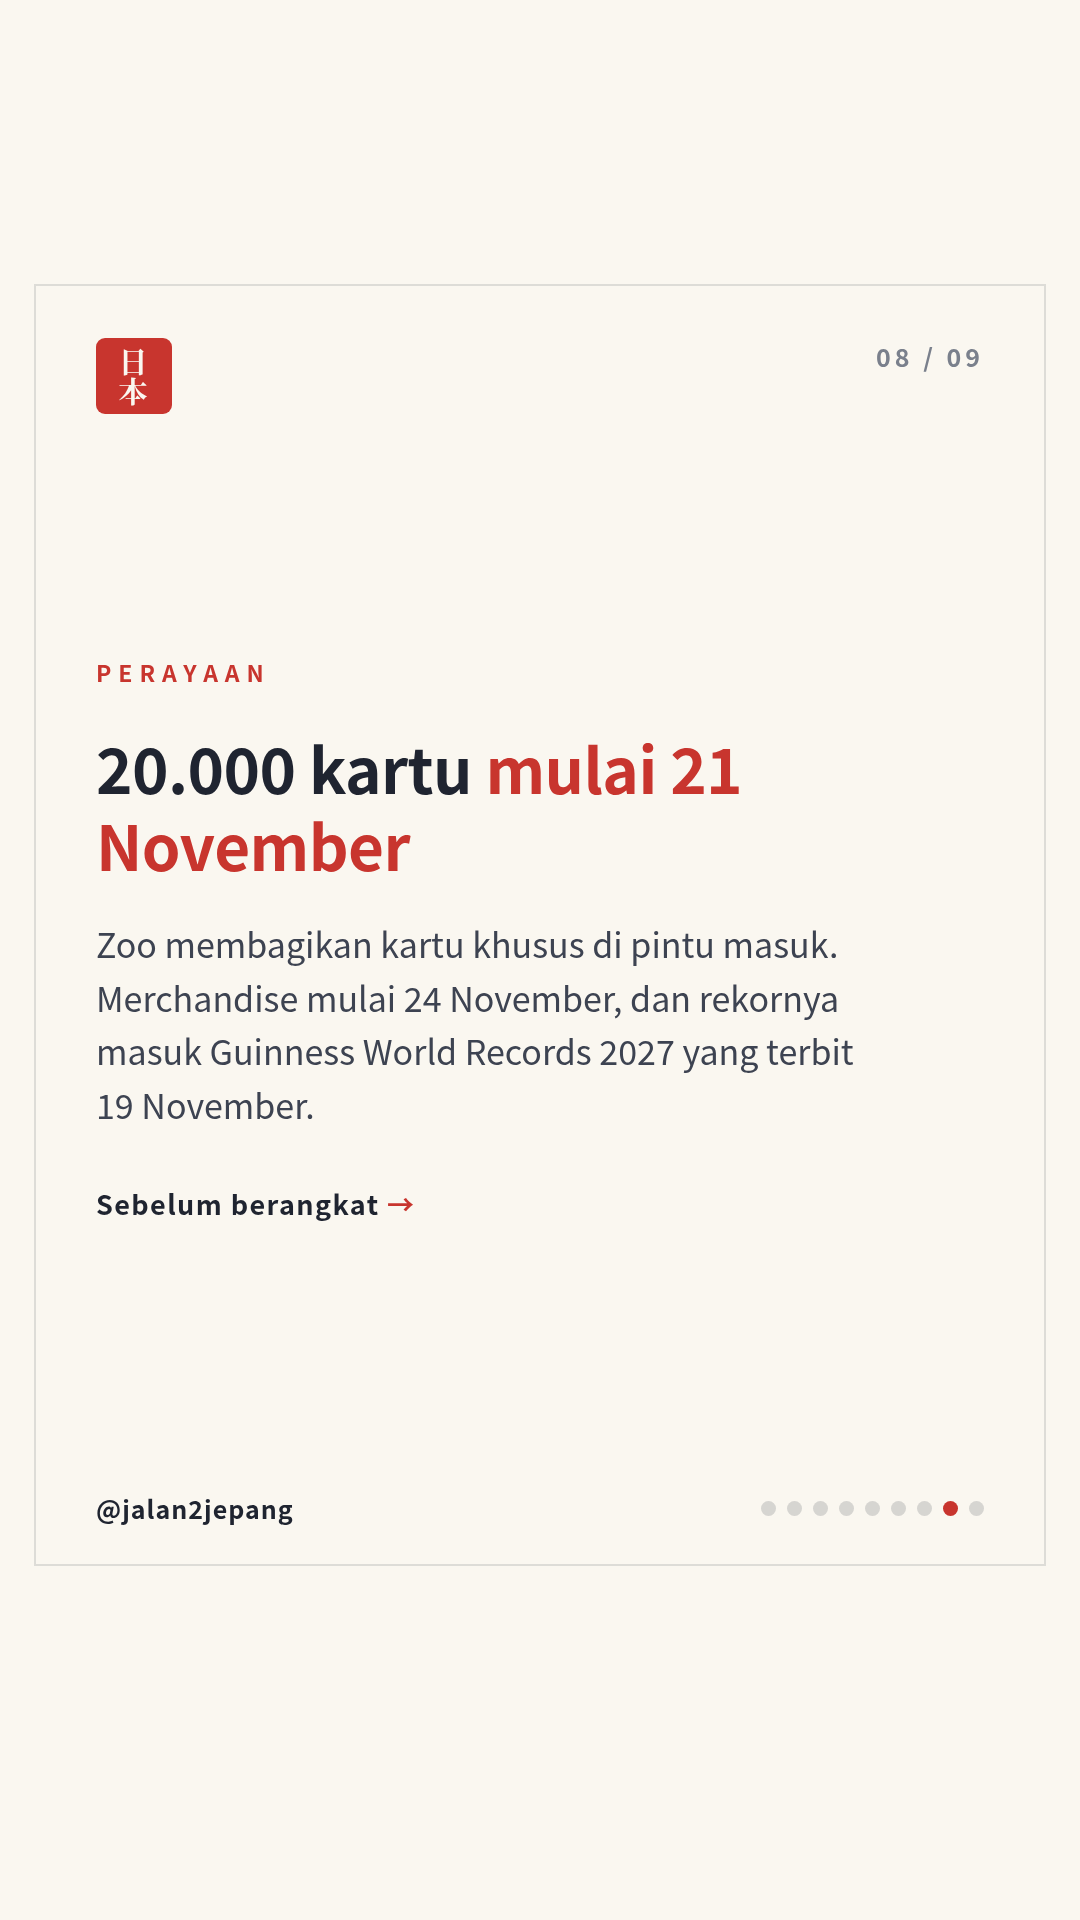 日本
08 / 09
PERAYAAN
20.000 kartu mulai 21
November
Zoo membagikan kartu khusus di pintu masuk.
Merchandise mulai 24 November, dan rekornya
masuk Guinness World Records 2027 yang terbit
19 November.
Sebelum berangkat →
@jalan2jepang